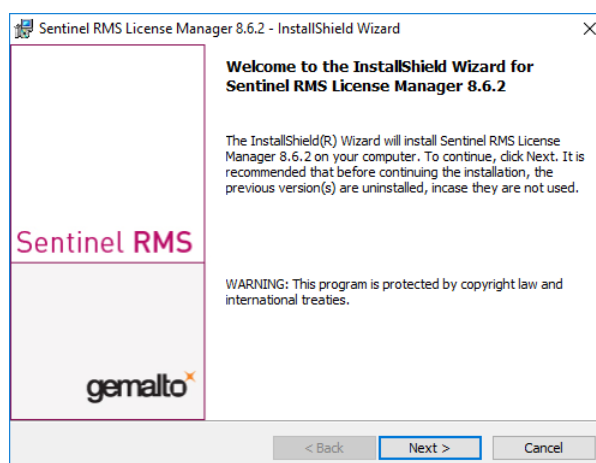 Sentinel RMS License Manager 8.6.2 - InstallShield Wizard
Welcome to the InstallShield Wizard for
Sentinel RMS License Manager 8.6.2
The InstallShield(R) Wizard will install Sentinel RMS License
Manager 8.6.2 on your computer. To continue, click Next. It is
recommended that before continuing the installation, the
previous version(s) are uninstalled, incase they are not used.
Sentinel RMS
WARNING: This program is protected by copyright law and
international treaties.
gemalto
< Back Next > Cancel